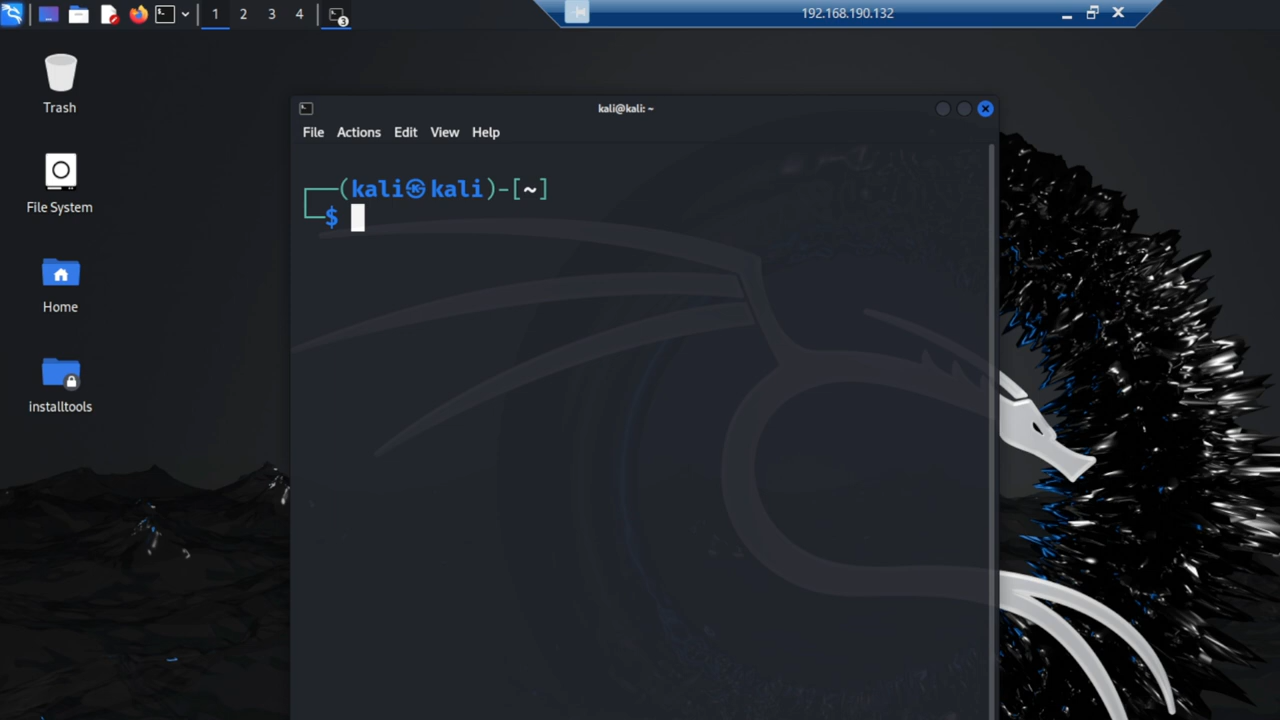 1 2 3 4
3
192.168.190.132
Trash
File System
Home
installtools
kali@kali: ~
File Actions Edit View Help
┌──(kali㉿kali)-[~]
└─$